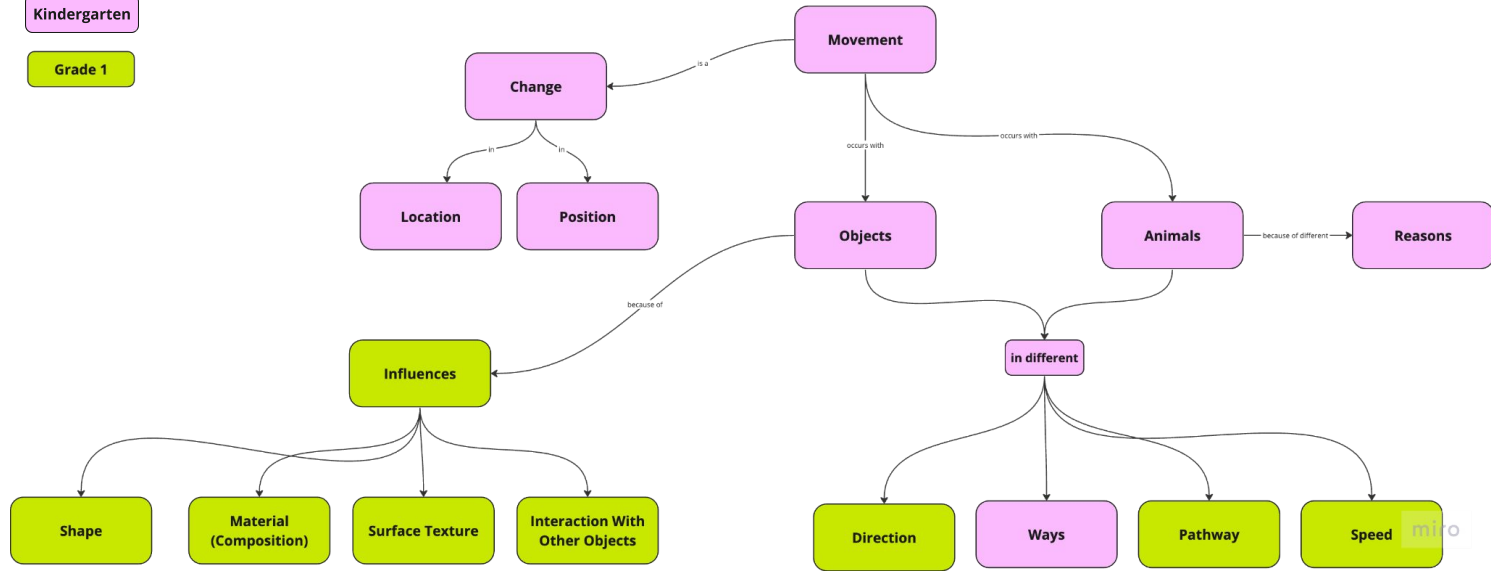 Kindergarten
Grade 1
Movement
is a
Change
occurs with
occurs with
in
in
Location
Position
Objects
Animals
because of different
Reasons
because of
in different
Influences
Shape
Material
(Composition)
Surface Texture
Interaction With
Other Objects
Direction
Ways
Pathway
Speed
miro